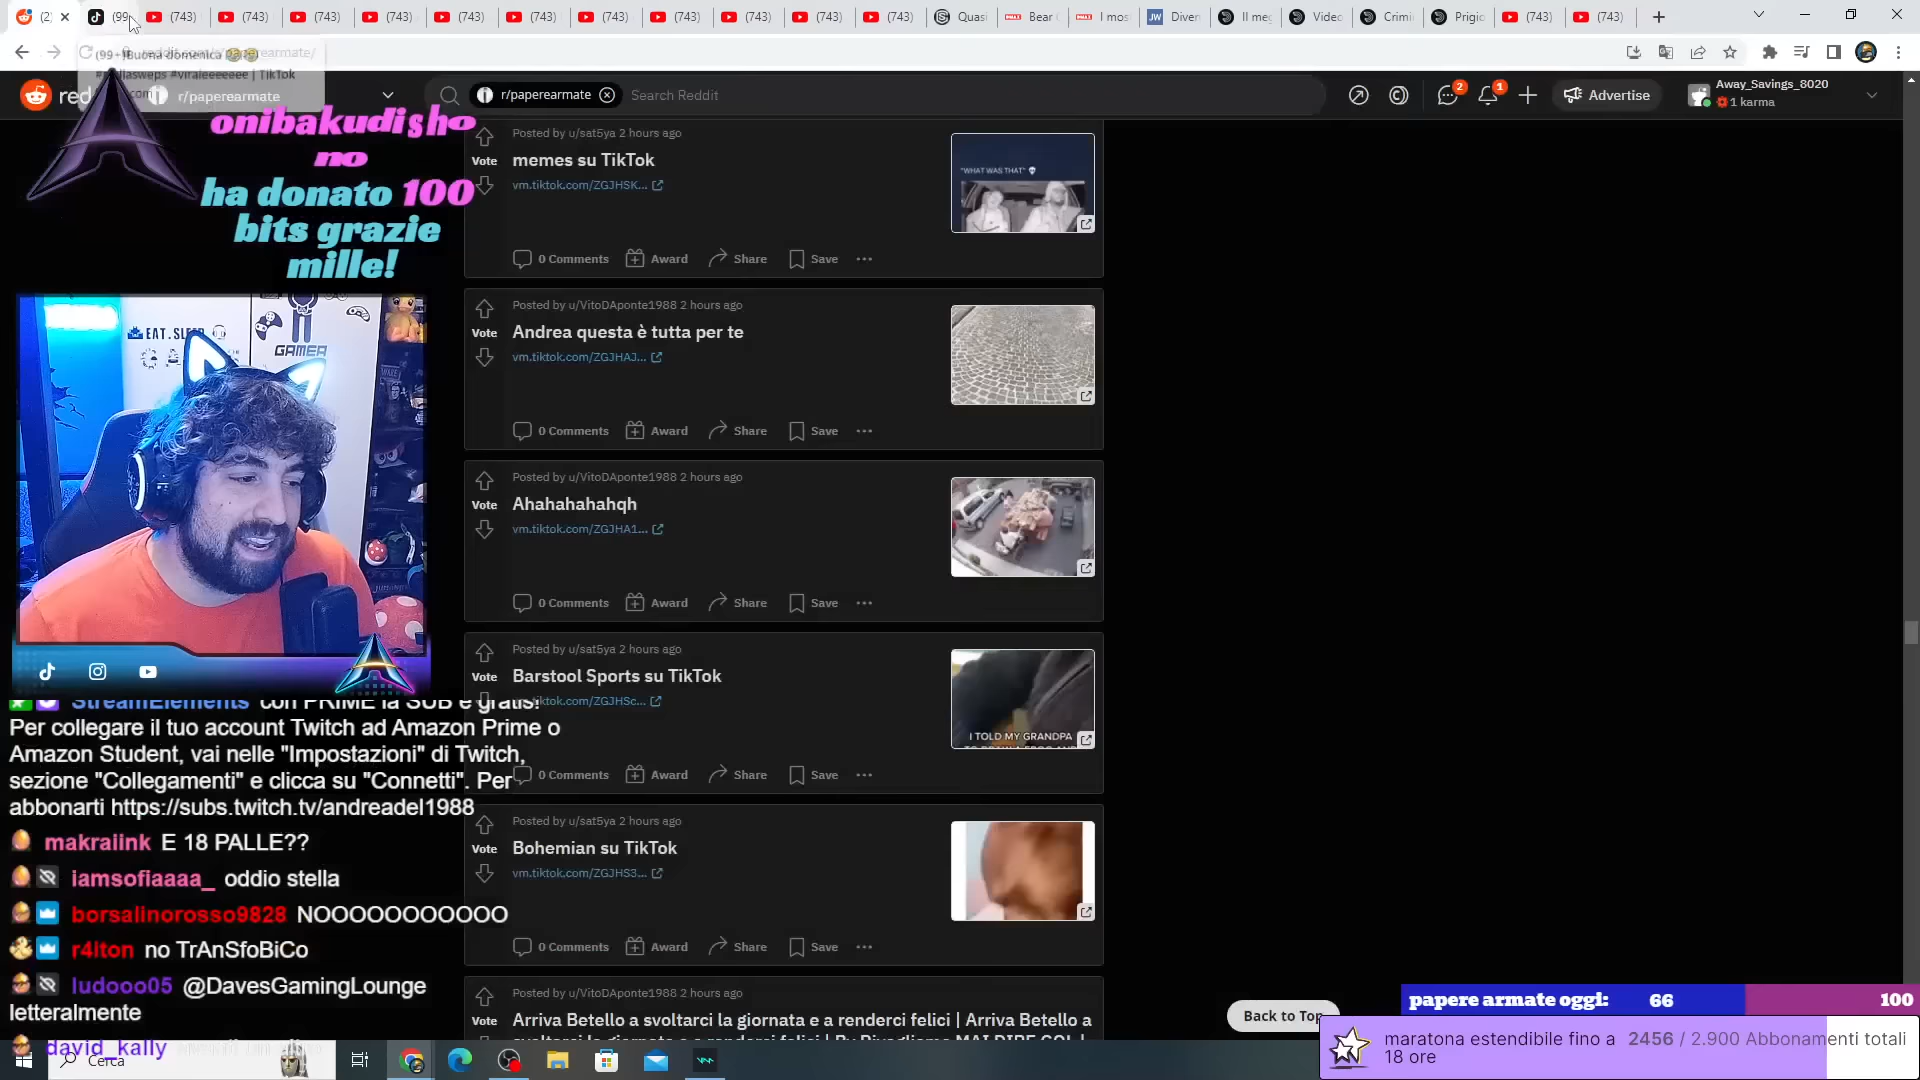 (2)
(99
(743)
(743)
(743)
(743)
(743)
(743)
(743)
(743)
(743)
(743)
(743)
Quasi
Bear
I mos
JW
Diven
Il meg
Video
Crimi
Prigio
(743)
(743)
(99+) Buona domenica Papa
#viraleeeeeee | TikTok
r/paperearmate
r/paperearmate
Search Reddit
2
1
Advertise
Away_Savings_8020
1 karma
onibakudisho
no
ha donato 100
bits grazie
mille!
EAT.SLEEP
GAMER
Posted by u/sat5ya 2 hours ago
Vote
memes su TikTok
vm.tiktok.com/ZGJHSK...
"WHAT WAS THAT"
0 Comments Award Share Save
Posted by u/VitoDAponte1988 2 hours ago
Vote
Andrea questa è tutta per te
vm.tiktok.com/ZGJHAJ...
0 Comments Award Share Save
Posted by u/VitoDAponte1988 2 hours ago
Vote
Ahahahahahqh
vm.tiktok.com/ZGJHA1...
0 Comments Award Share Save
Posted by u/sat5ya 2 hours ago
Vote
Barstool Sports su TikTok
vm.tiktok.com/ZGJHSc...
I TOLD MY GRANDPA
0 Comments Award Share Save
Posted by u/sat5ya 2 hours ago
Vote
Bohemian su TikTok
vm.tiktok.com/ZGJHS3...
0 Comments Award Share Save
Posted by u/VitoDAponte1988 2 hours ago
Vote
Arriva Betello a svoltarci la giornata e a renderci felici | Arriva Betello a
StreamElements con PRIME la SUB è gratis!
Per collegare il tuo account Twitch ad Amazon Prime o
Amazon Student, vai nelle "Impostazioni" di Twitch,
sezione "Collegamenti" e clicca su "Connetti". Per
abbonarti https://subs.twitch.tv/andreadel1988
makraiink E 18 PALLE??
iamsofiaaaa_ oddio stella
borsalinorosso9828 NOOOOOOOOOOO
r4lton no TrAnSfoBiCo
ludooo05 @DavesGamingLounge
letteralmente
david_kally
Cerca
Back to Top
papere armate oggi: 66 100
maratona estendibile fino a
18 ore
2456 / 2.900 Abbonamenti totali